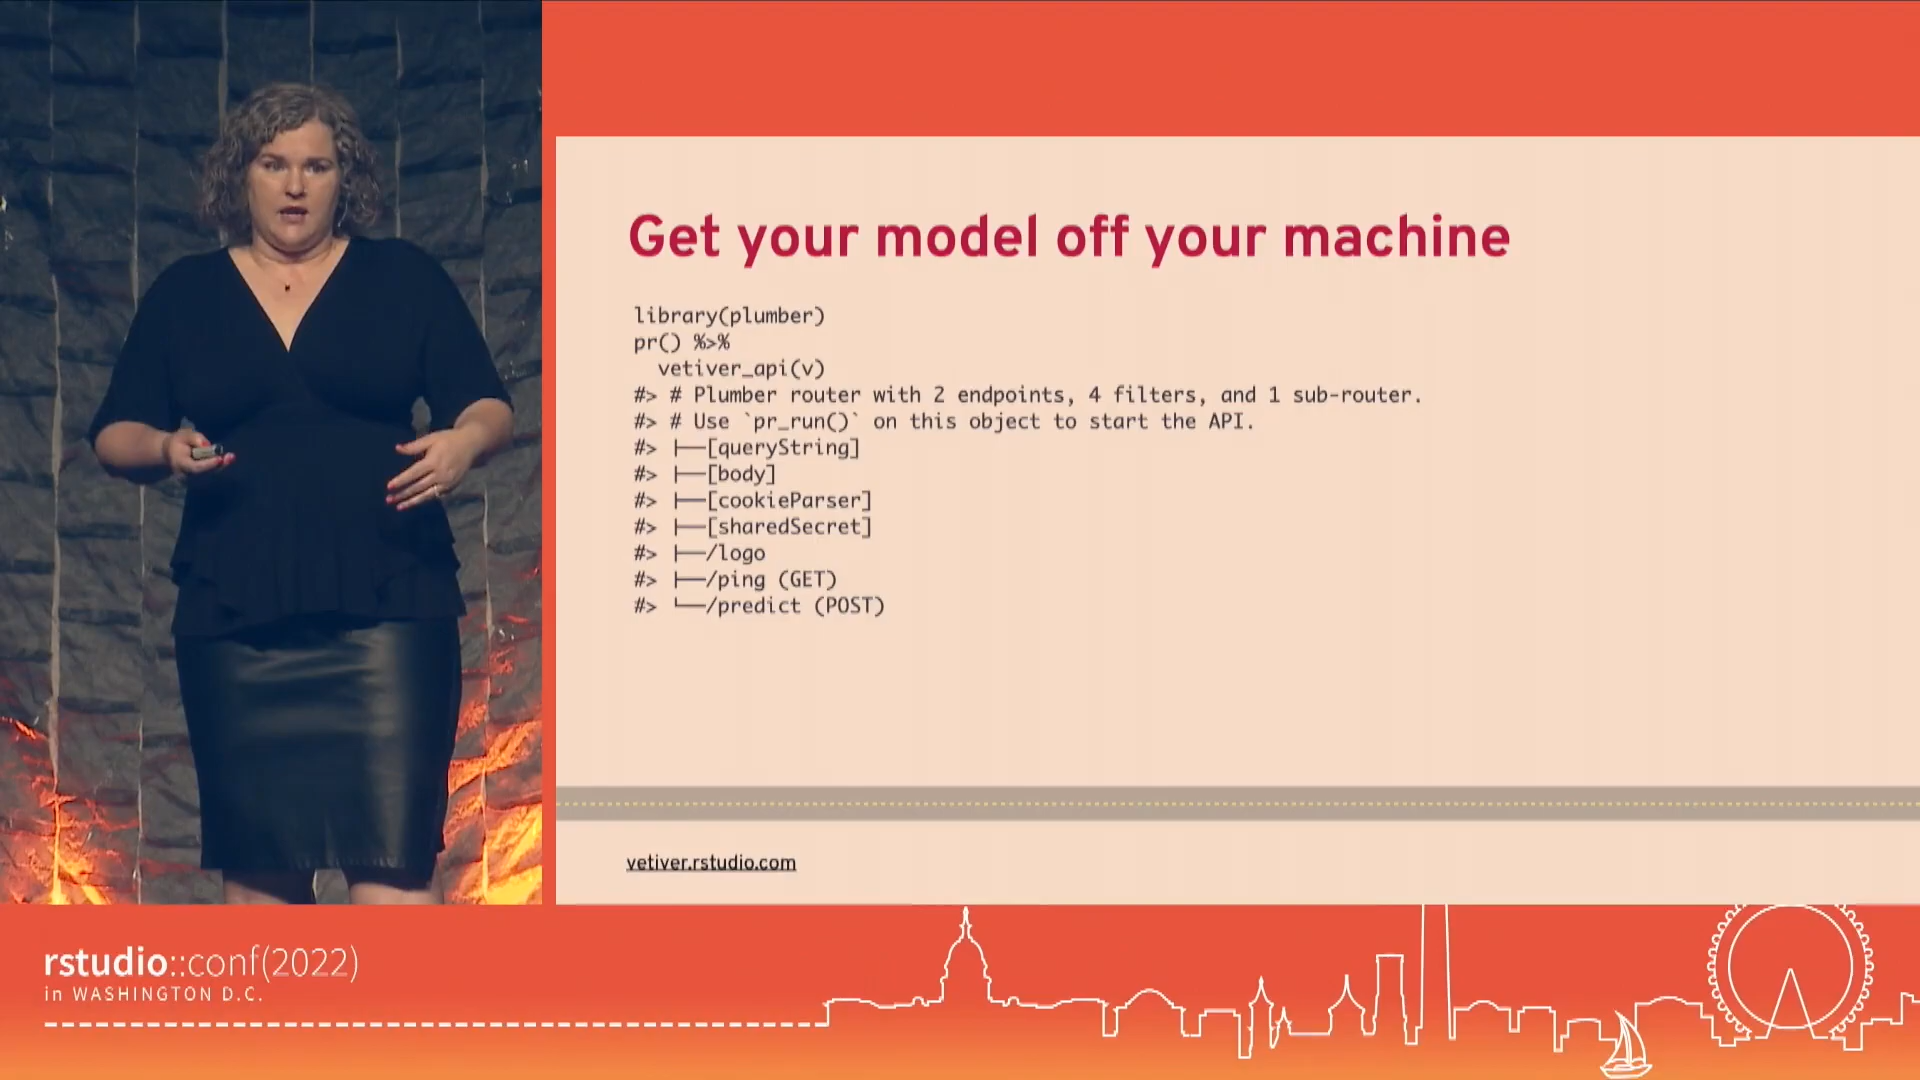 Get your model off your machine
library(plumber)
pr() %>%
  vetiver_api(v)
#> # Plumber router with 2 endpoints, 4 filters, and 1 sub-router.
#> # Use `pr_run()` on this object to start the API.
#> ├──[queryString]
#> ├──[body]
#> ├──[cookieParser]
#> ├──[sharedSecret]
#> ├──/logo
#> ├──/ping (GET)
#> └──/predict (POST)
vetiver.rstudio.com
rstudio::conf(2022)
in WASHINGTON D.C.